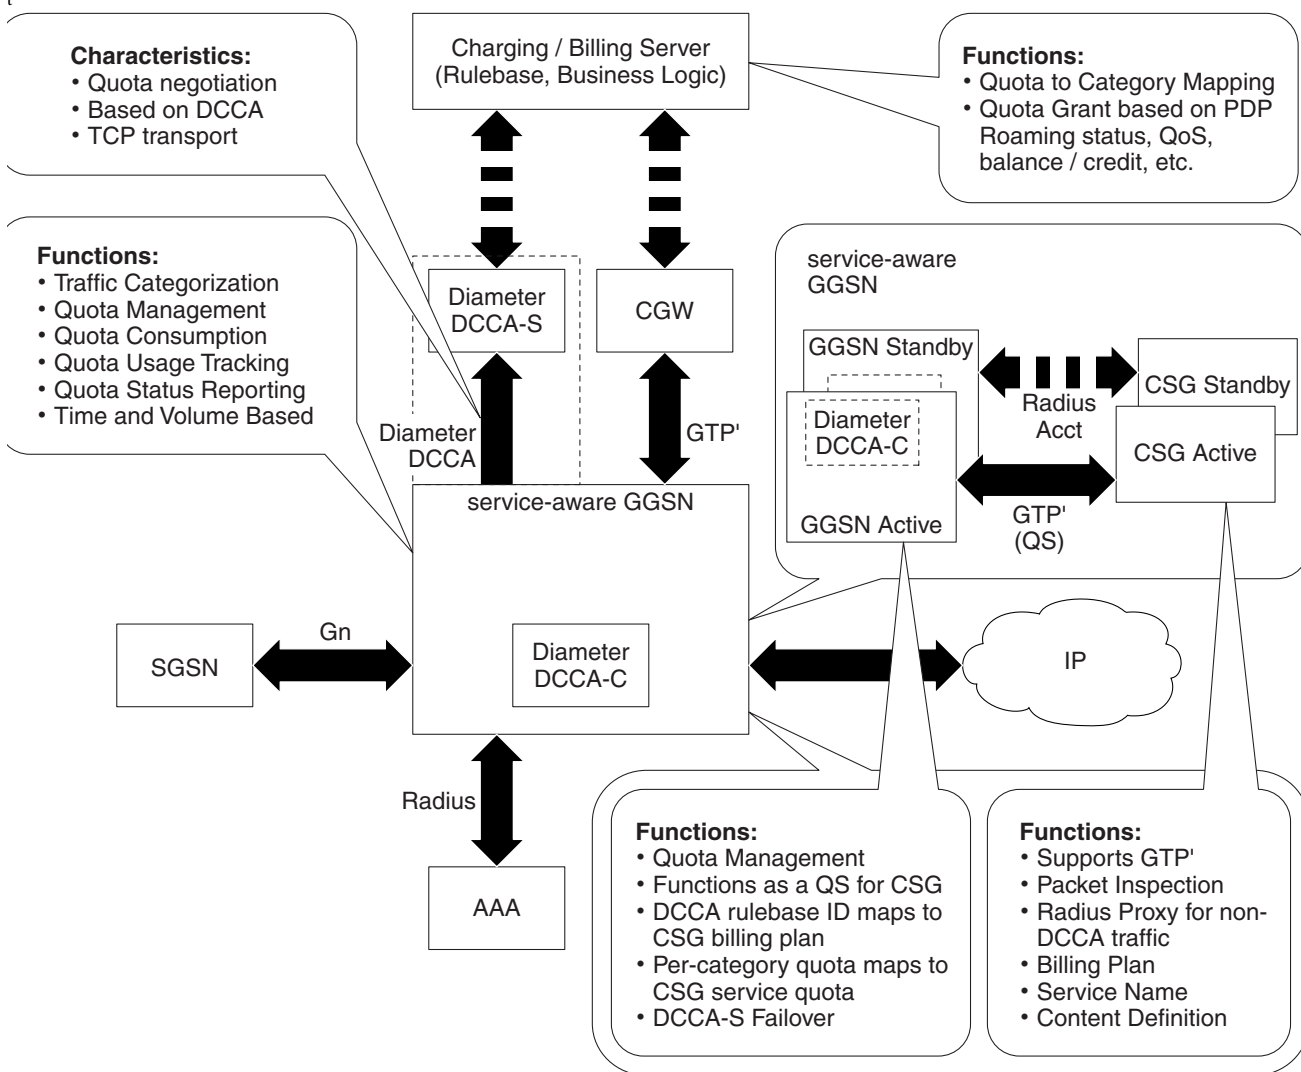 t
Characteristics:
• Quota negotiation
• Based on DCCA
• TCP transport
Charging / Billing Server
(Rulebase, Business Logic)
Functions:
• Quota to Category Mapping
• Quota Grant based on PDP
Roaming status, QoS,
balance / credit, etc.
Functions:
• Traffic Categorization
• Quota Management
• Quota Consumption
• Quota Usage Tracking
• Quota Status Reporting
• Time and Volume Based
Diameter
DCCA-S
CGW
Diameter
DCCA
GTP'
service-aware
GGSN
GGSN Standby
Diameter
DCCA-C
GGSN Active
Radius
Acct
CSG Standby
CSG Active
GTP'
(QS)
service-aware GGSN
SGSN
Gn
Diameter
DCCA-C
IP
Radius
AAA
Functions:
• Quota Management
• Functions as a QS for CSG
• DCCA rulebase ID maps to
CSG billing plan
• Per-category quota maps to
CSG service quota
• DCCA-S Failover
Functions:
• Supports GTP'
• Packet Inspection
• Radius Proxy for non-
DCCA traffic
• Billing Plan
• Service Name
• Content Definition